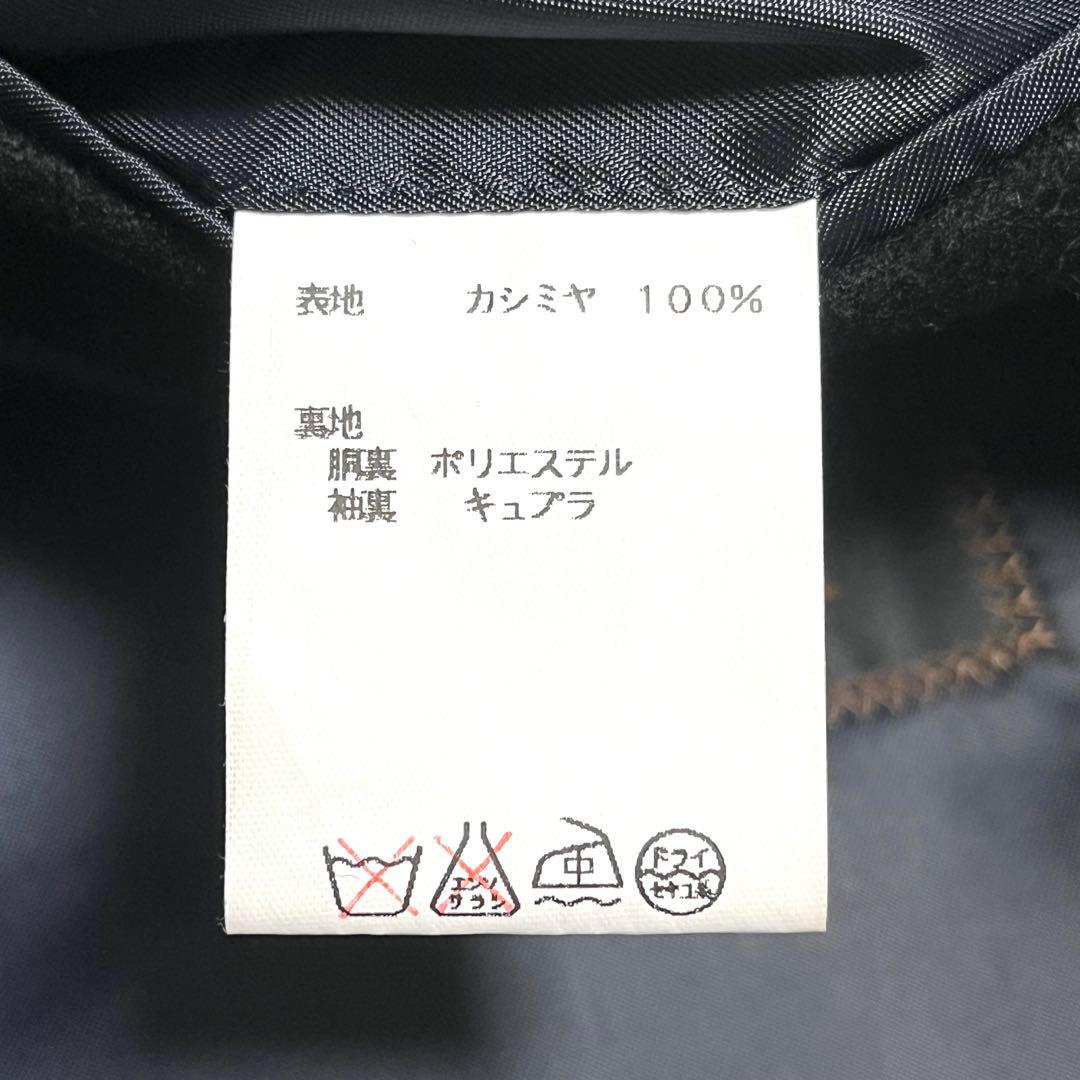 表地 カシミヤ 100%
裏地
胴裏 ポリエステル
袖裏 キュプラ
エンソ
サラシ
中
ドライ
セキユ系